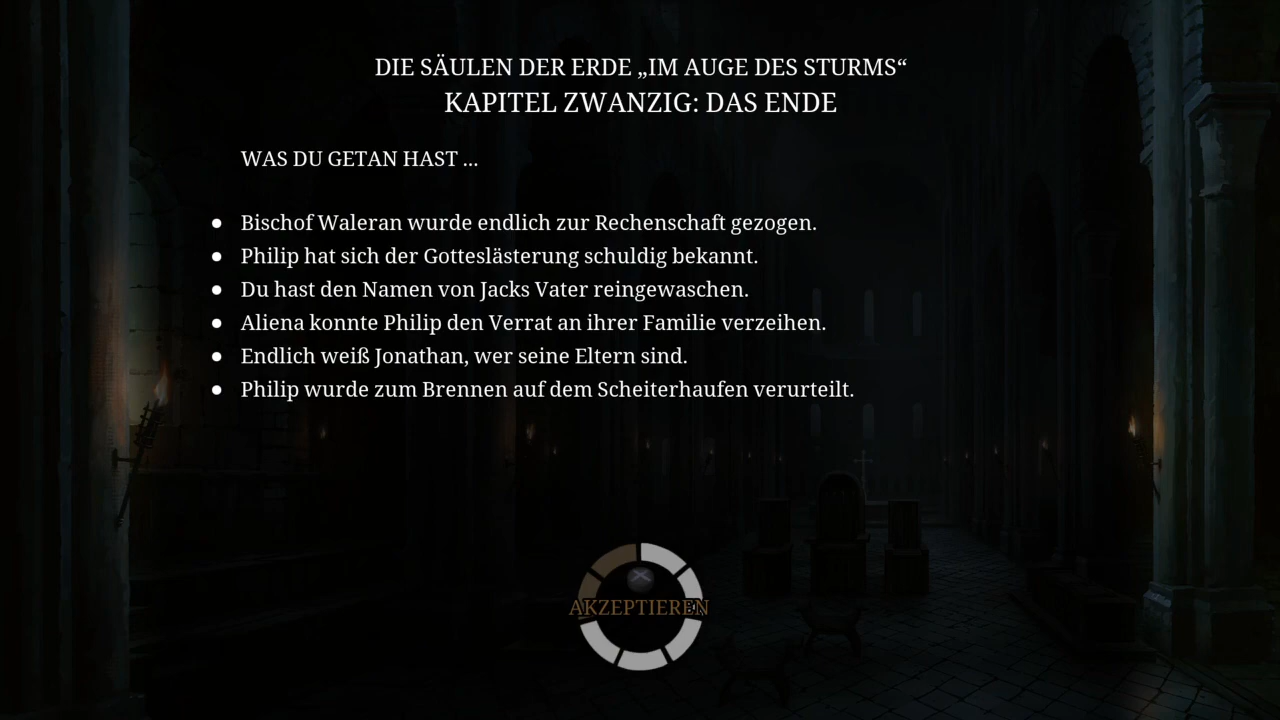 DIE SÄULEN DER ERDE „IM AUGE DES STURMS“
KAPITEL ZWANZIG: DAS ENDE
WAS DU GETAN HAST ...
• Bischof Waleran wurde endlich zur Rechenschaft gezogen.
• Philip hat sich der Gotteslästerung schuldig bekannt.
• Du hast den Namen von Jacks Vater reingewaschen.
• Aliena konnte Philip den Verrat an ihrer Familie verzeihen.
• Endlich weiß Jonathan, wer seine Eltern sind.
• Philip wurde zum Brennen auf dem Scheiterhaufen verurteilt.
AKZEPTIEREN